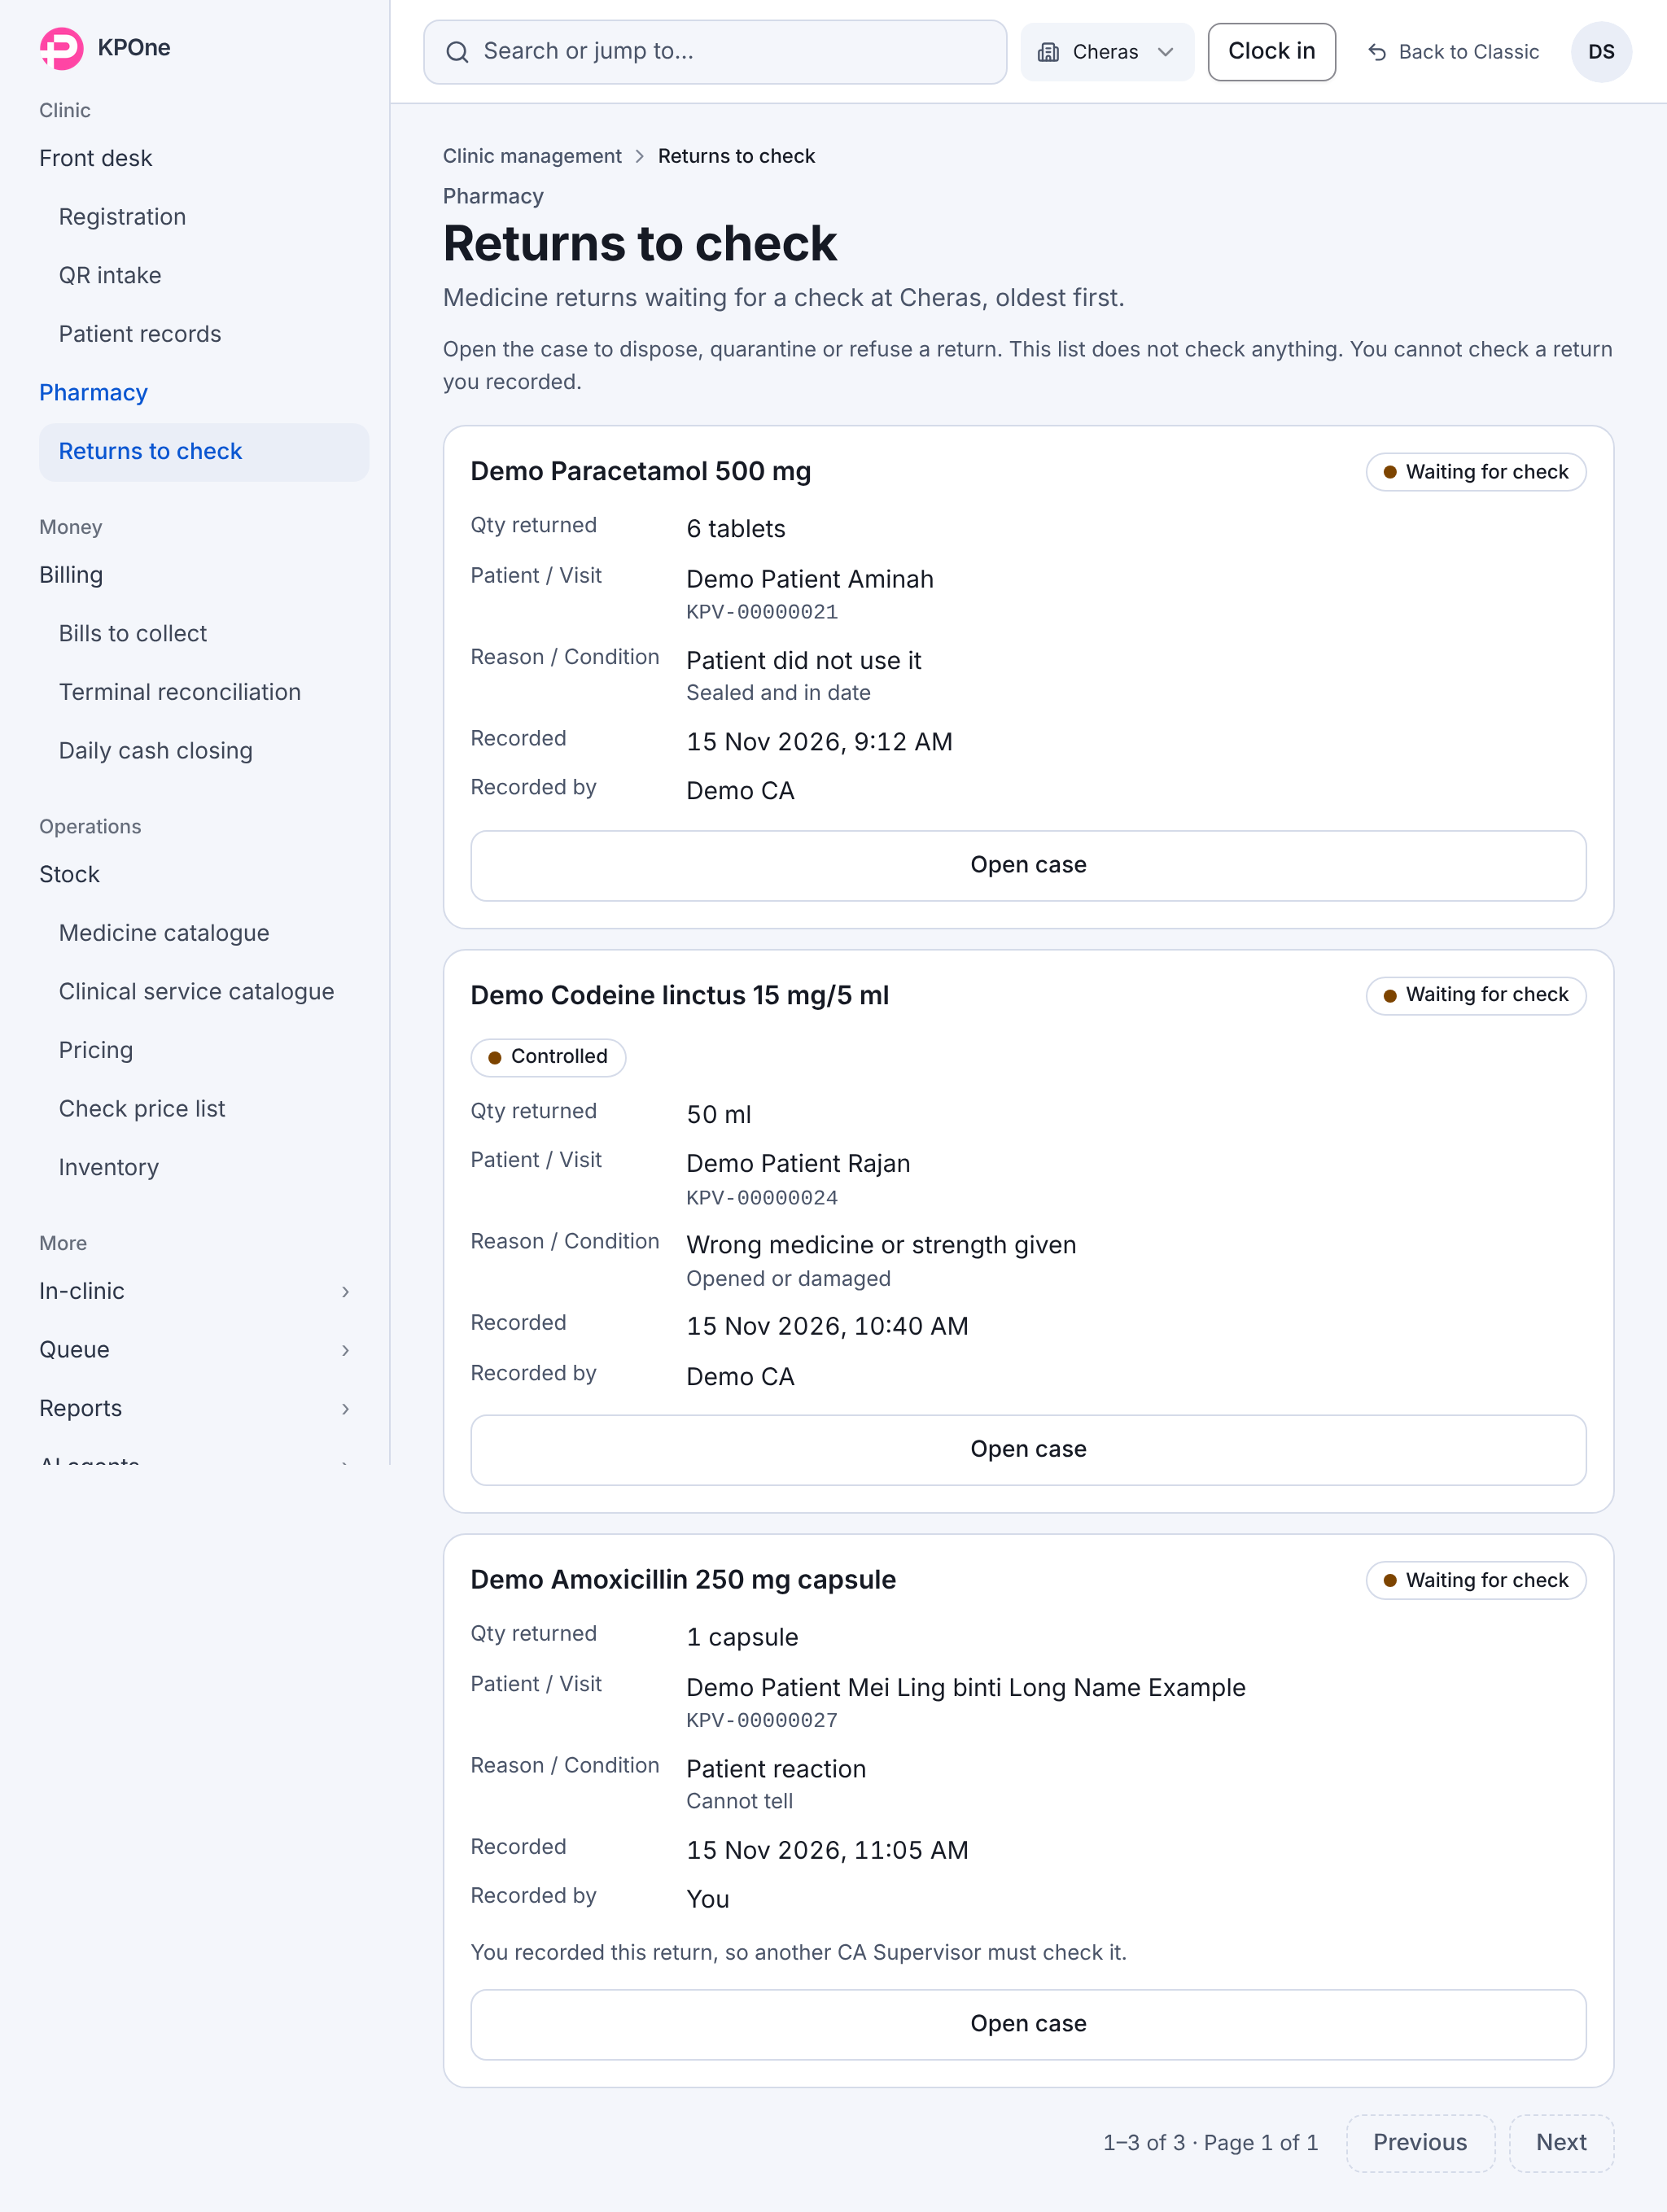 KPOne
Clinic
Front desk
Registration
QR intake
Patient records
Pharmacy
Returns to check
Money
Billing
Bills to collect
Terminal reconciliation
Daily cash closing
Operations
Stock
Medicine catalogue
Clinical service catalogue
Pricing
Check price list
Inventory
More
In-clinic
Queue
Reports
AI agents
Search or jump to...
Cheras
Clock in
Back to Classic
DS
Clinic management > Returns to check
Pharmacy
Returns to check
Medicine returns waiting for a check at Cheras, oldest first.
Open the case to dispose, quarantine or refuse a return. This list does not check anything. You cannot check a return
you recorded.
Demo Paracetamol 500 mg
Waiting for check
Qty returned 6 tablets
Patient / Visit Demo Patient Aminah
KPV-00000021
Reason / Condition Patient did not use it
Sealed and in date
Recorded 15 Nov 2026, 9:12 AM
Recorded by Demo CA
Open case
Demo Codeine linctus 15 mg/5 ml
Waiting for check
Controlled
Qty returned 50 ml
Patient / Visit Demo Patient Rajan
KPV-00000024
Reason / Condition Wrong medicine or strength given
Opened or damaged
Recorded 15 Nov 2026, 10:40 AM
Recorded by Demo CA
Open case
Demo Amoxicillin 250 mg capsule
Waiting for check
Qty returned 1 capsule
Patient / Visit Demo Patient Mei Ling binti Long Name Example
KPV-00000027
Reason / Condition Patient reaction
Cannot tell
Recorded 15 Nov 2026, 11:05 AM
Recorded by You
You recorded this return, so another CA Supervisor must check it.
Open case
1–3 of 3 · Page 1 of 1
Previous
Next